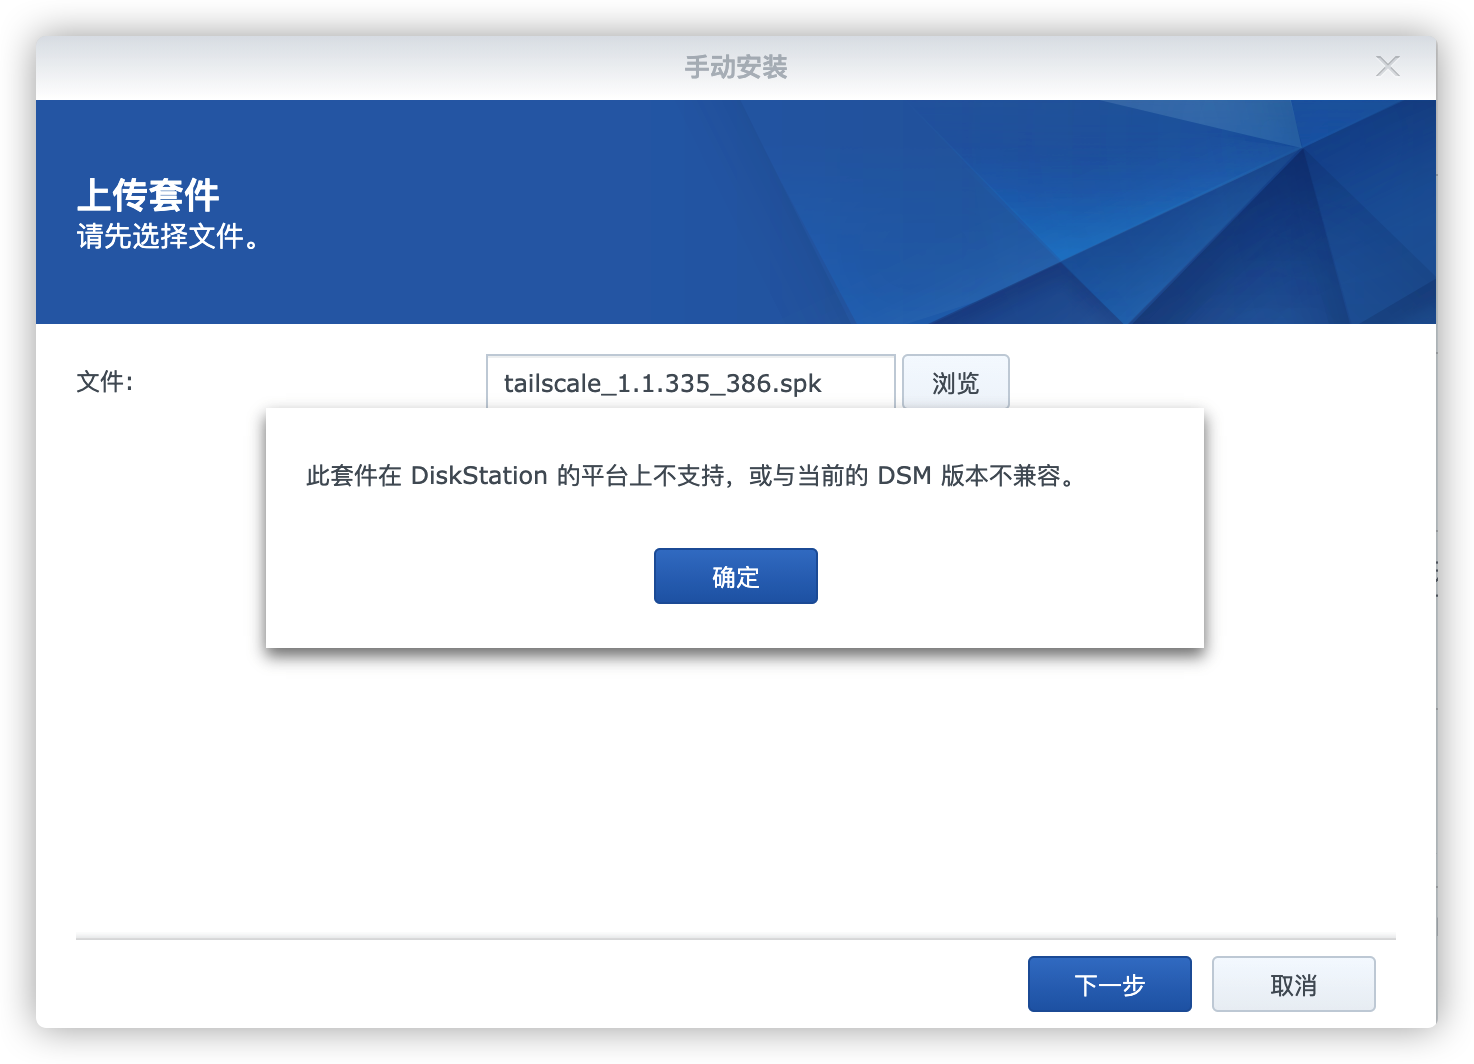 手动安装
上传套件
请先选择文件。
文件:
tailscale_1.1.335_386.spk
浏览
此套件在 DiskStation 的平台上不支持，或与当前的 DSM 版本不兼容。
确定
下一步
取消